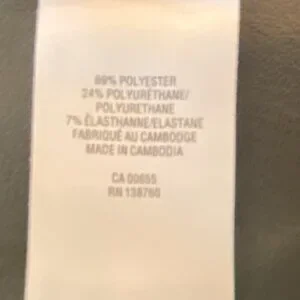 69% POLYESTER
24% POLYURÉTHANE/
POLYURETHANE
7% ÉLASTHANNE/ELASTANE
FABRIQUÉ AU CAMBODGE
MADE IN CAMBODIA
CA 00655
RN 138760